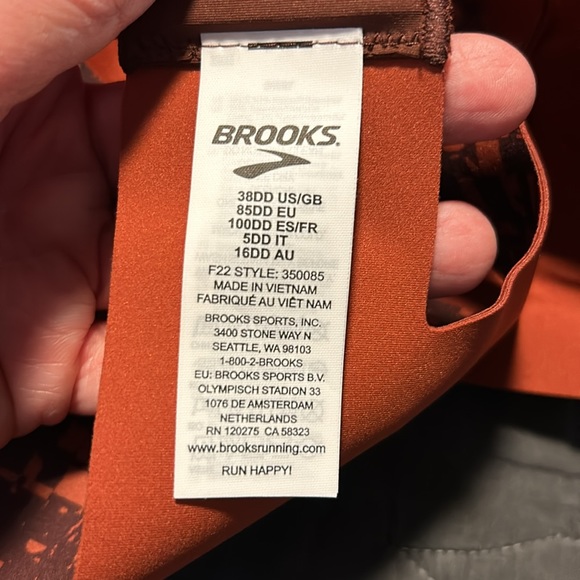 BROOKS.
38DD US/GB
85DD EU
100DD ES/FR
5DD IT
16DD AU
F22 STYLE: 350085
MADE IN VIETNAM
FABRIQUÉ AU VIÊT NAM
BROOKS SPORTS, INC.
3400 STONE WAY N
SEATTLE, WA 98103
1-800-2-BROOKS
EU: BROOKS SPORTS B.V.
OLYMPISCH STADION 33
1076 DE AMSTERDAM
NETHERLANDS
RN 120275 CA 58323
www.brooksrunning.com
RUN HAPPY!